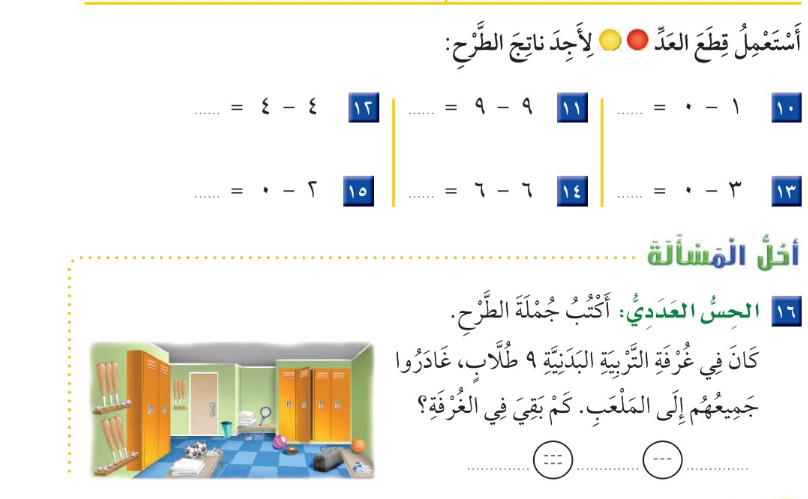 أَسْتَعْمِلُ قِطَعَ العَدِّ لِأَجِدَ ناتِجَ الطَّرْحِ:
١٠ ١ − ٠ = ......
١١ ٩ − ٩ = ......
١٢ ٤ − ٤ = ......
١٣ ٣ − ٠ = ......
١٤ ٦ − ٦ = ......
١٥ ٢ − ٠ = ......
أَحُلُّ الْمَسْأَلَةَ
١٦ الحِسُّ العَدَدِيُّ: أَكْتُبُ جُمْلَةَ الطَّرْحِ.
كَانَ فِي غُرْفَةِ التَّرْبِيَةِ البَدَنِيَّةِ ٩ طُلَّابٍ، غَادَرُوا
جَمِيعُهُم إِلَى المَلْعَبِ. كَمْ بَقِيَ فِي الغُرْفَةِ؟